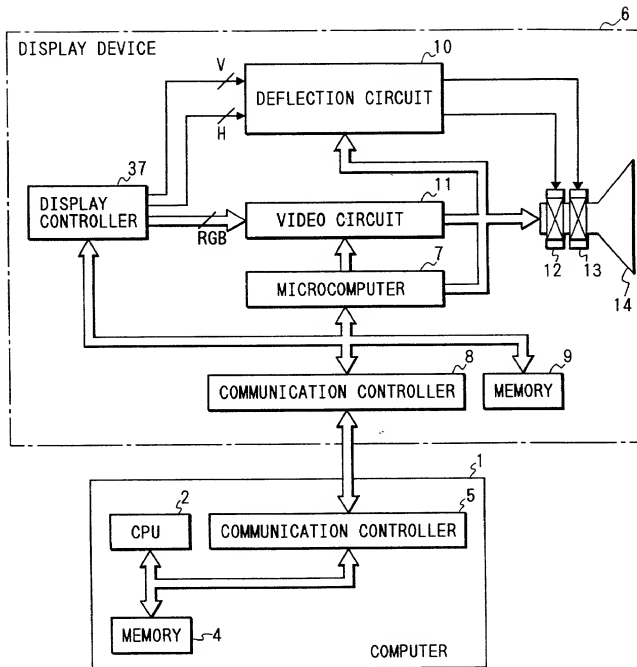 6
DISPLAY DEVICE
10
V
DEFLECTION CIRCUIT
H
37
DISPLAY
CONTROLLER
11
VIDEO CIRCUIT
RGB
7
MICROCOMPUTER
12
13
14
8
COMMUNICATION CONTROLLER
9
MEMORY
1
2
CPU
5
COMMUNICATION CONTROLLER
MEMORY
4
COMPUTER